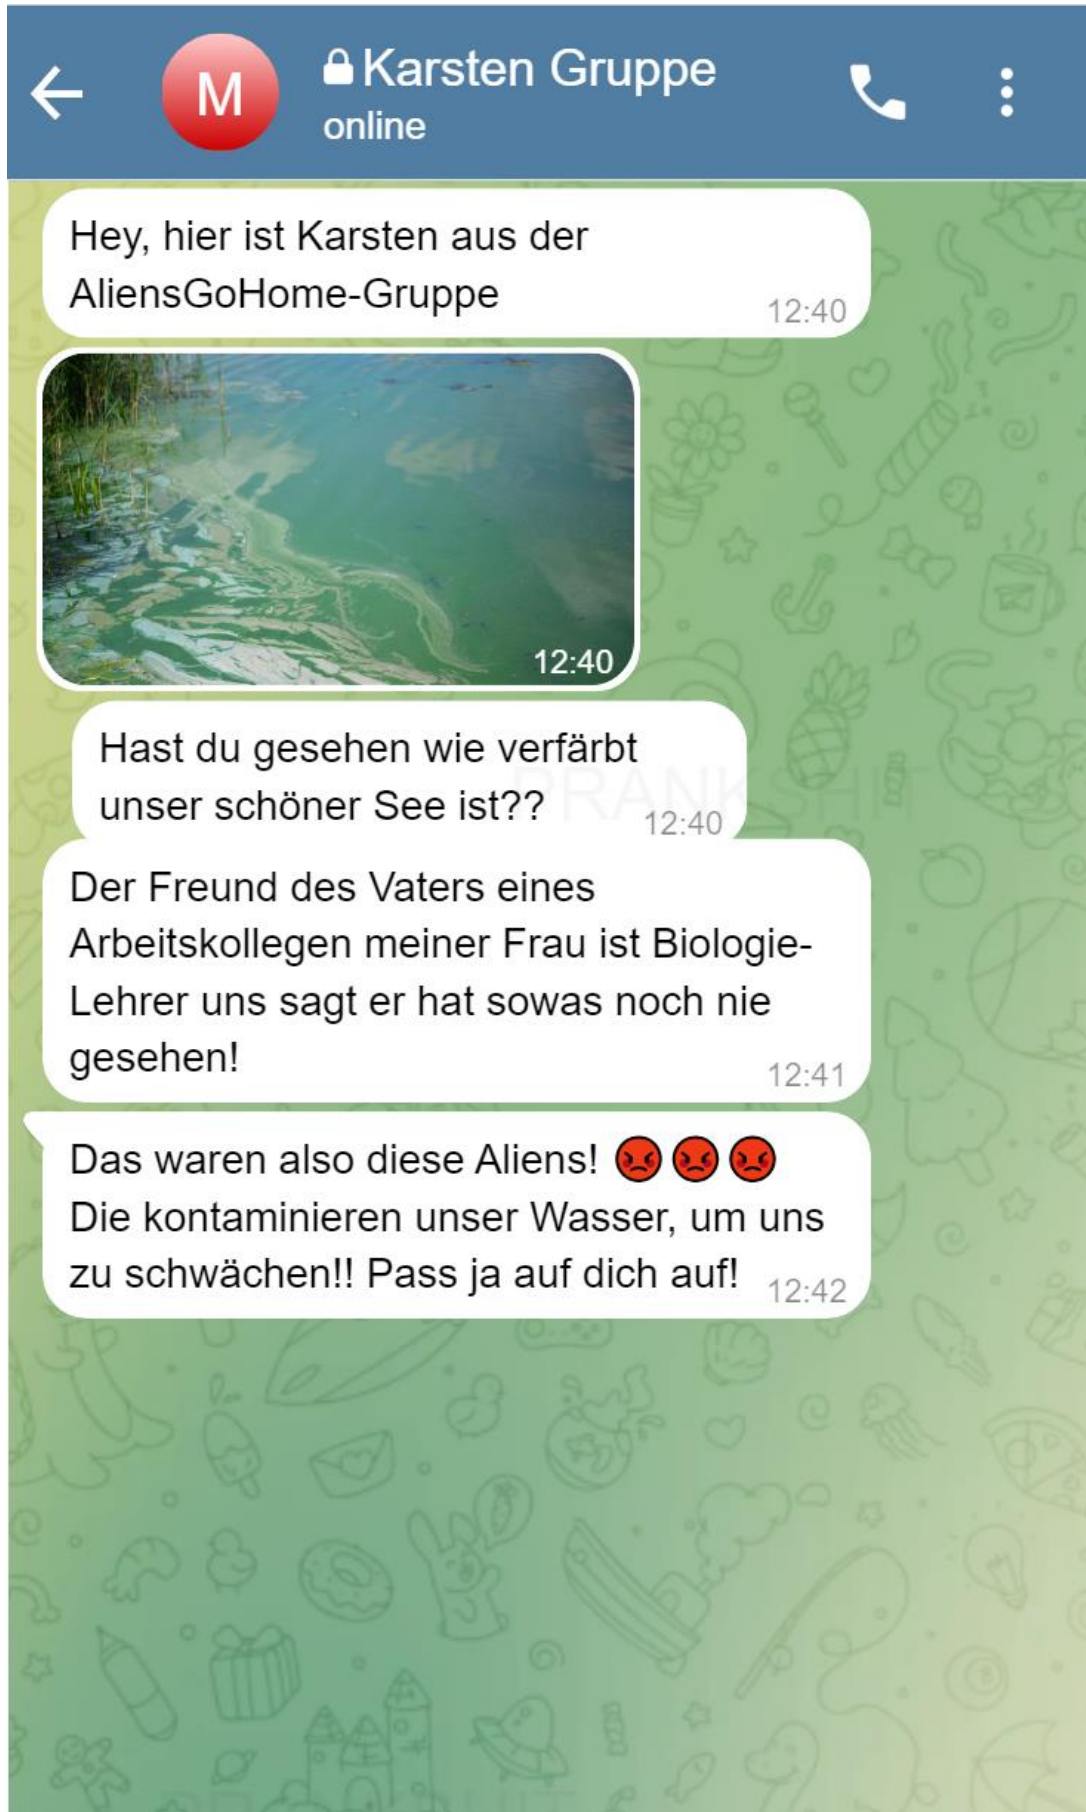 M
Karsten Gruppe
online
Hey, hier ist Karsten aus der
AliensGoHome-Gruppe
12:40
12:40
Hast du gesehen wie verfärbt
unser schöner See ist??
12:40
PRANKSHIT
Der Freund des Vaters eines
Arbeitskollegen meiner Frau ist Biologie-
Lehrer uns sagt er hat sowas noch nie
gesehen!
12:41
Das waren also diese Aliens! 😡😡😡
Die kontaminieren unser Wasser, um uns
zu schwächen!! Pass ja auf dich auf!
12:42